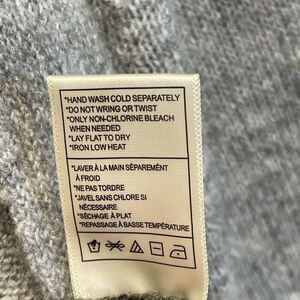 *HAND WASH COLD SEPARATELY
*DO NOT WRING OR TWIST
*ONLY NON-CHLORINE BLEACH
WHEN NEEDED
*LAY FLAT TO DRY
*IRON LOW HEAT
*LAVER À LA MAIN SÉPARÉMENT
À FROID
*NE PAS TORDRE
*JAVEL SANS CHLORE SI
NÉCESSAIRE
*SÉCHAGE À PLAT
*REPASSAGE À BASSE TEMPÉRATURE